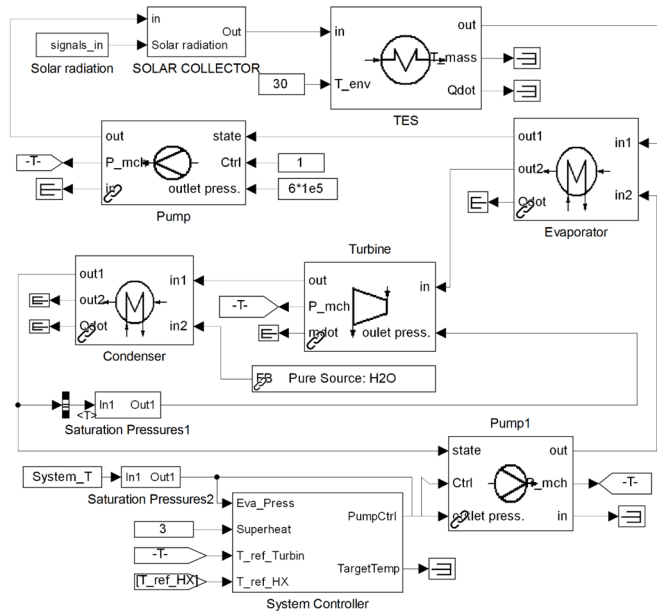 in
Out
signals_in
Solar radiation
Solar radiation
SOLAR COLLECTOR
in
out
T_mass
30
T_env
Qdot
TES
out
state
-T-
P_mch
Ctrl
1
in
outlet press.
6*1e5
Pump
out1
in1
out2
in2
Qdot
Evaporator
Turbine
out1
in1
out
in
out2
-T-
P_mch
Qdot
in2
mdot
oulet press.
Condenser
EB Pure Source: H2O
<T>
In1 Out1
Saturation Pressures1
Pump1
state
out
System_T
In1 Out1
Ctrl
P_mch
-T-
Saturation Pressures2
outlet press.
in
Eva_Press
PumpCtrl
3
Superheat
-T-
T_ref_Turbin
[T_ref_HX]
T_ref_HX
TargetTemp
System Controller